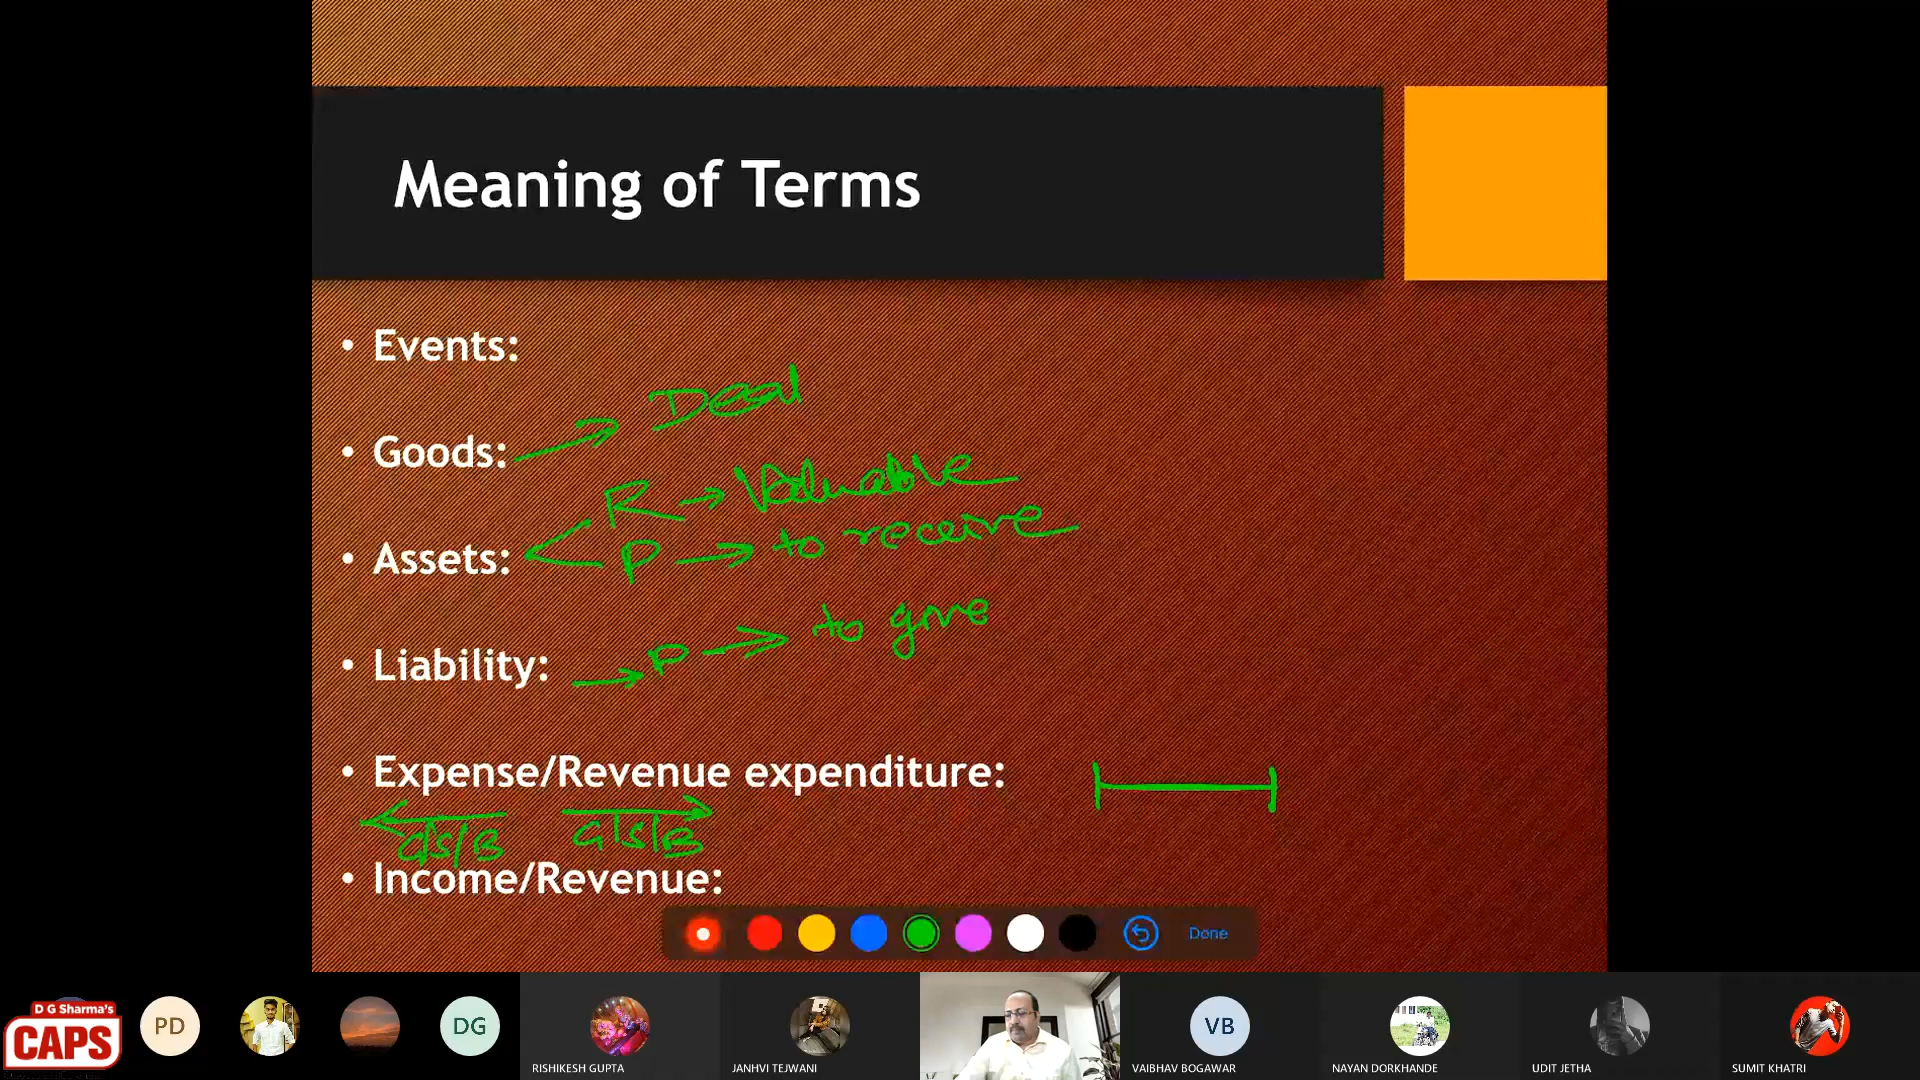 Meaning of Terms
• Events:
Deal
• Goods:
R → Valuable
• Assets:
P → to receive
→ P → to give
• Liability:
• Expense/Revenue expenditure:
G/S/B G/S/B
• Income/Revenue:
Done
D G Sharma's
CAPS
PD
DG
VB
RISHIKESH GUPTA
JANHVI TEJWANI
VAIBHAV BOGAWAR
NAYAN DORKHANDE
UDIT JETHA
SUMIT KHATRI